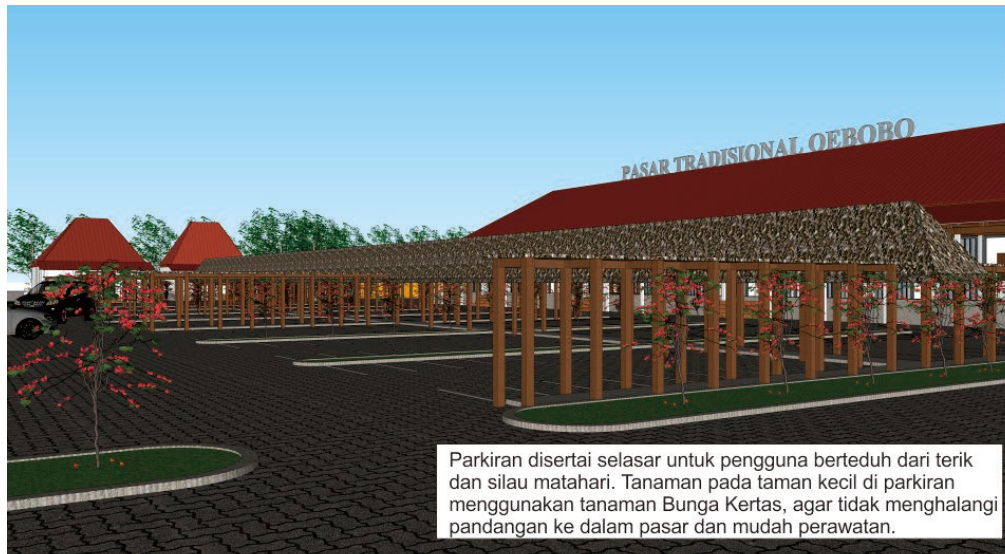 PASAR TRADISIONAL OEBOBO
Parkiran disertai selasar untuk pengguna berteduh dari terik
dan silau matahari. Tanaman pada taman kecil di parkiran
menggunakan tanaman Bunga Kertas, agar tidak menghalangi
pandangan ke dalam pasar dan mudah perawatan.